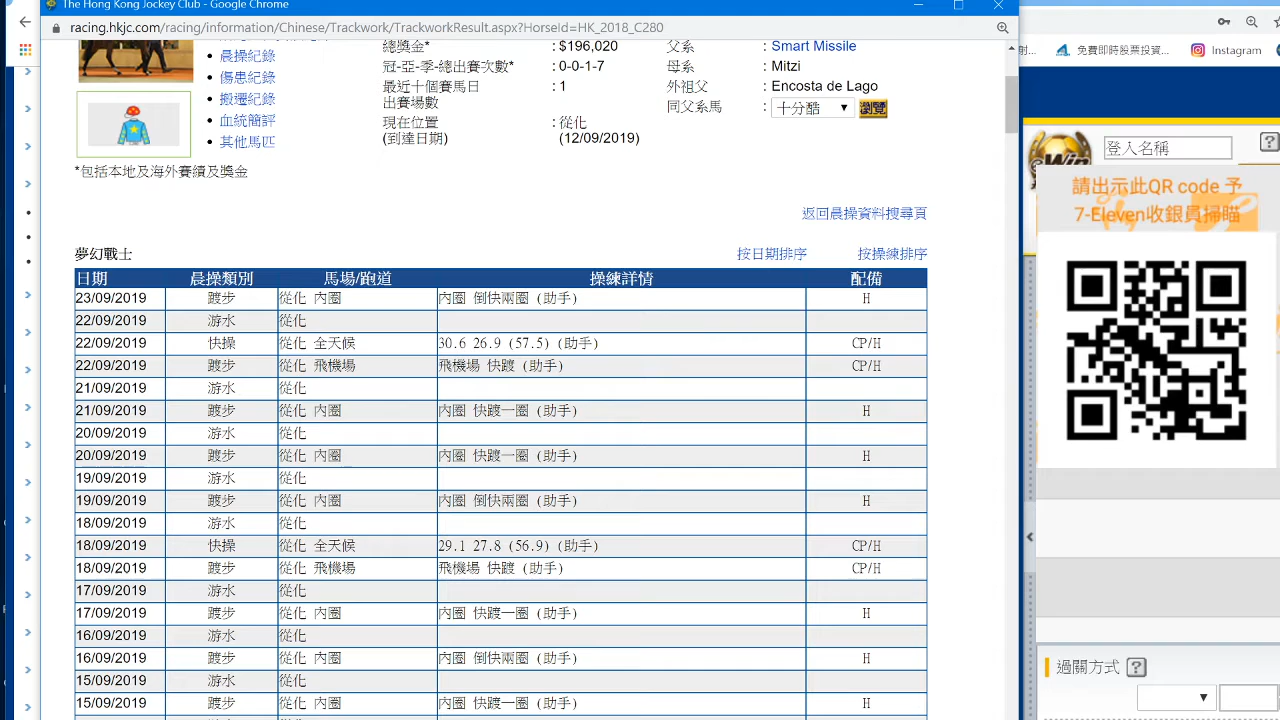 The Hong Kong Jockey Club - Google Chrome
racing.hkjc.com/racing/information/Chinese/Trackwork/TrackworkResult.aspx?HorseId=HK_2018_C280
晨操紀錄
傷患紀錄
搬遷紀錄
血統簡評
其他馬匹
總獎金* : $196,020
冠-亞-季-總出賽次數* : 0-0-1-7
最近十個賽馬日 : 1
出賽場數
現在位置 : 從化
(到達日期) (12/09/2019)
父系 : Smart Missile
母系 : Mitzi
外祖父 : Encosta de Lago
同父系馬 : 十分酷 瀏覽
*包括本地及海外賽績及獎金
返回晨操資料搜尋頁
夢幻戰士 按日期排序 按操練排序
日期 晨操類別 馬場/跑道 操練詳情 配備
23/09/2019 踱步 從化 內圈 內圈 倒快兩圈 (助手) H
22/09/2019 游水 從化
22/09/2019 快操 從化 全天候 30.6 26.9 (57.5) (助手) CP/H
22/09/2019 踱步 從化 飛機場 飛機場 快踱 (助手) CP/H
21/09/2019 游水 從化
21/09/2019 踱步 從化 內圈 內圈 快踱一圈 (助手) H
20/09/2019 游水 從化
20/09/2019 踱步 從化 內圈 內圈 快踱一圈 (助手) H
19/09/2019 游水 從化
19/09/2019 踱步 從化 內圈 內圈 倒快兩圈 (助手) H
18/09/2019 游水 從化
18/09/2019 快操 從化 全天候 29.1 27.8 (56.9) (助手) CP/H
18/09/2019 踱步 從化 飛機場 飛機場 快踱 (助手) CP/H
17/09/2019 游水 從化
17/09/2019 踱步 從化 內圈 內圈 快踱一圈 (助手) H
16/09/2019 游水 從化
16/09/2019 踱步 從化 內圈 內圈 倒快兩圈 (助手) H
15/09/2019 游水 從化
15/09/2019 踱步 從化 內圈 內圈 快踱一圈 (助手) H
射...
免費即時股票投資...
Instagram
eWin
登入名稱
?
請出示此QR code 予
7-Eleven收銀員掃瞄
過關方式 ?